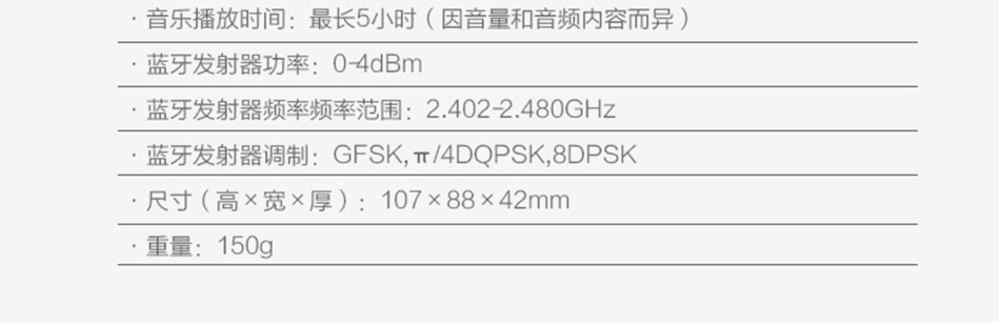 · 音乐播放时间：最长5小时（因音量和音频内容而异）
· 蓝牙发射器功率：0-4dBm
· 蓝牙发射器频率频率范围：2.402-2.480GHz
· 蓝牙发射器调制：GFSK,π/4DQPSK,8DPSK
· 尺寸（高×宽×厚）：107×88×42mm
· 重量：150g